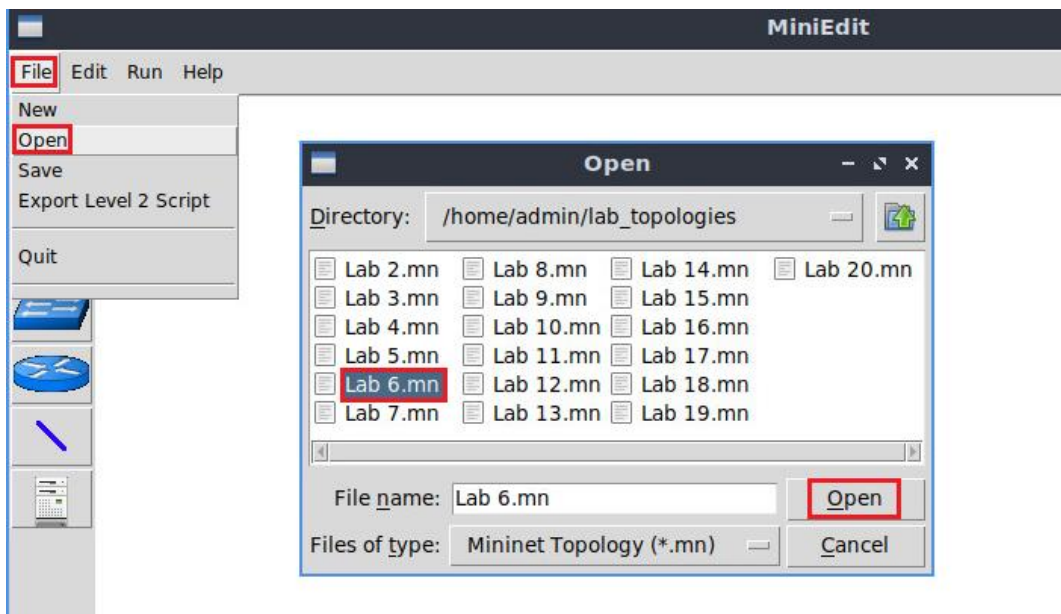 MiniEdit
File Edit Run Help
New
Open
Save
Export Level 2 Script
Quit
Open
Directory: /home/admin/lab_topologies
Lab 2.mn Lab 8.mn Lab 14.mn Lab 20.mn
Lab 3.mn Lab 9.mn Lab 15.mn
Lab 4.mn Lab 10.mn Lab 16.mn
Lab 5.mn Lab 11.mn Lab 17.mn
Lab 6.mn Lab 12.mn Lab 18.mn
Lab 7.mn Lab 13.mn Lab 19.mn
File name: Lab 6.mn Open
Files of type: Mininet Topology (*.mn) Cancel